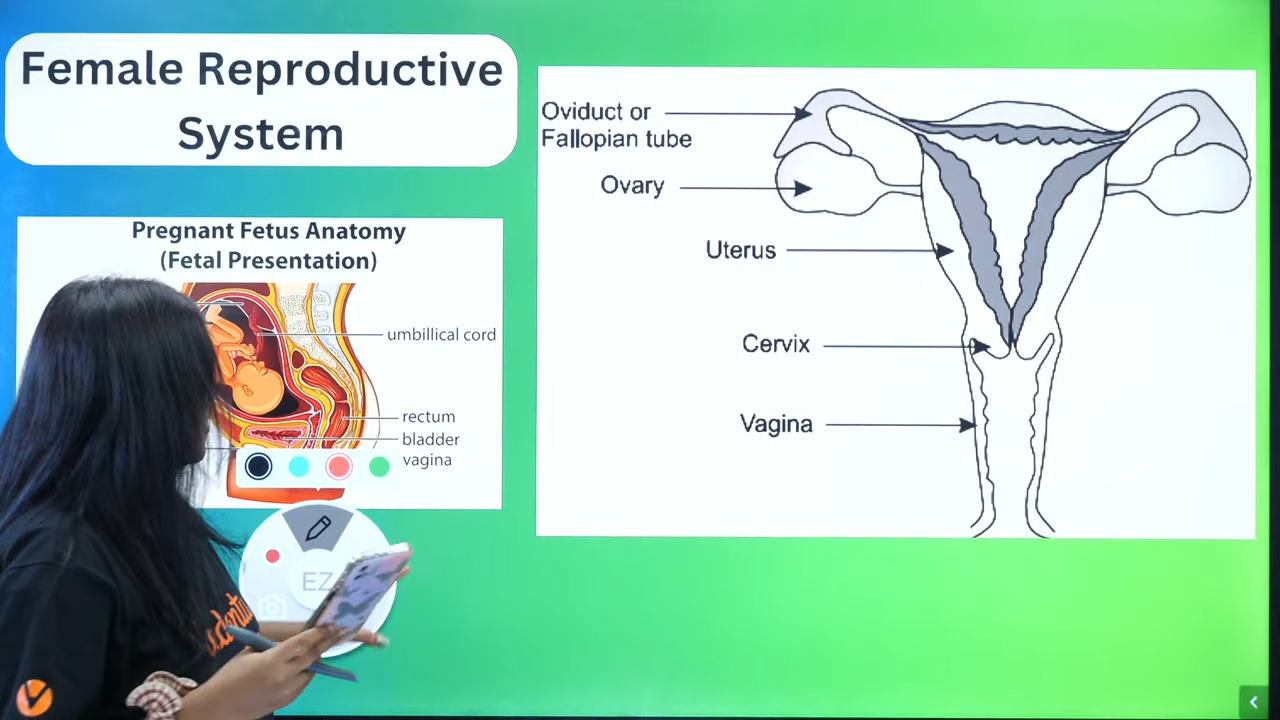 Female Reproductive
System
Pregnant Fetus Anatomy
(Fetal Presentation)
umbillical cord
rectum
bladder
vagina
EZ
Oviduct or
Fallopian tube
Ovary
Uterus
Cervix
Vagina